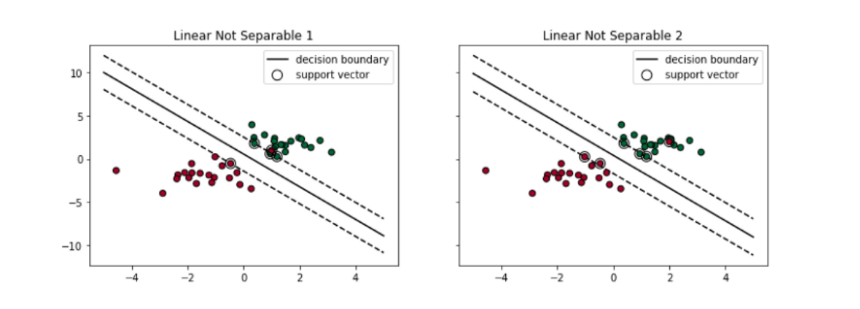 Linear Not Separable 1
decision boundary
support vector
10
5
0
−5
−10
−4
−2
0
2
4
Linear Not Separable 2
decision boundary
support vector
−4
−2
0
2
4